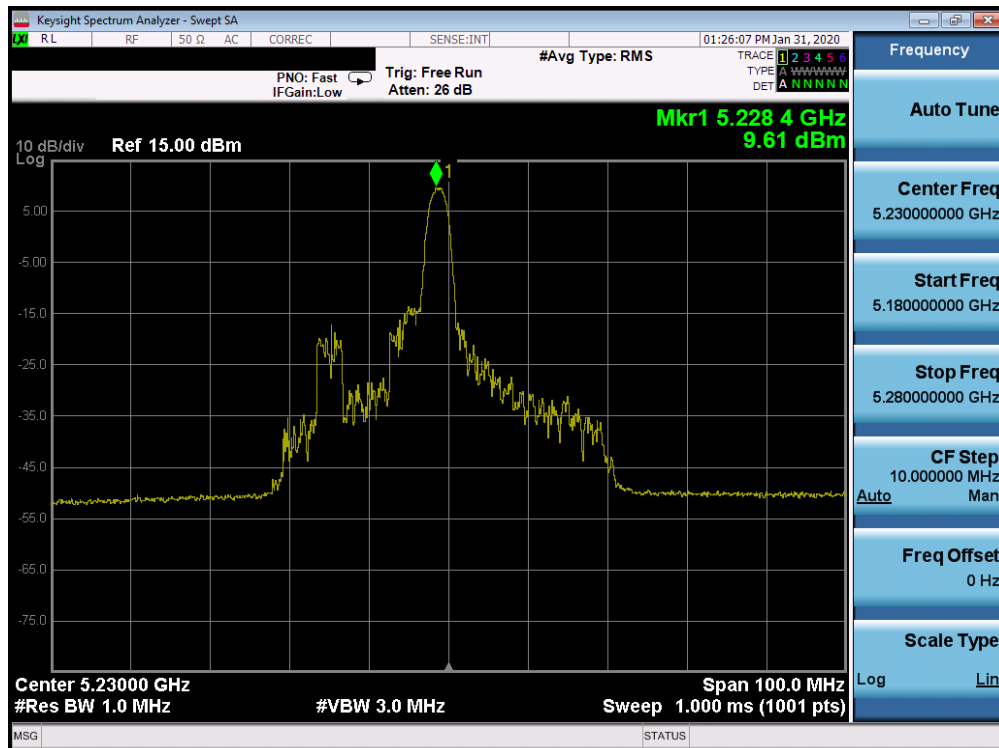 Keysight Spectrum Analyzer - Swept SA
LXI RL RF 50 Ω AC CORREC SENSE:INT 01:26:07 PM Jan 31, 2020
#Avg Type: RMS
PNO: Fast
IFGain:Low
Trig: Free Run
Atten: 26 dB
TRACE 1 2 3 4 5 6
TYPE A WWWWW
DET A N N N N N
Mkr1 5.228 4 GHz
9.61 dBm
10 dB/div Ref 15.00 dBm
Log
1
5.00
-5.00
-15.0
-25.0
-35.0
-45.0
-55.0
-65.0
-75.0
Center 5.23000 GHz Span 100.0 MHz
#Res BW 1.0 MHz #VBW 3.0 MHz Sweep 1.000 ms (1001 pts)
MSG STATUS
Frequency
Auto Tune
Center Freq
5.230000000 GHz
Start Freq
5.180000000 GHz
Stop Freq
5.280000000 GHz
CF Step
10.000000 MHz
Auto Man
Freq Offset
0 Hz
Scale Type
Log Lin